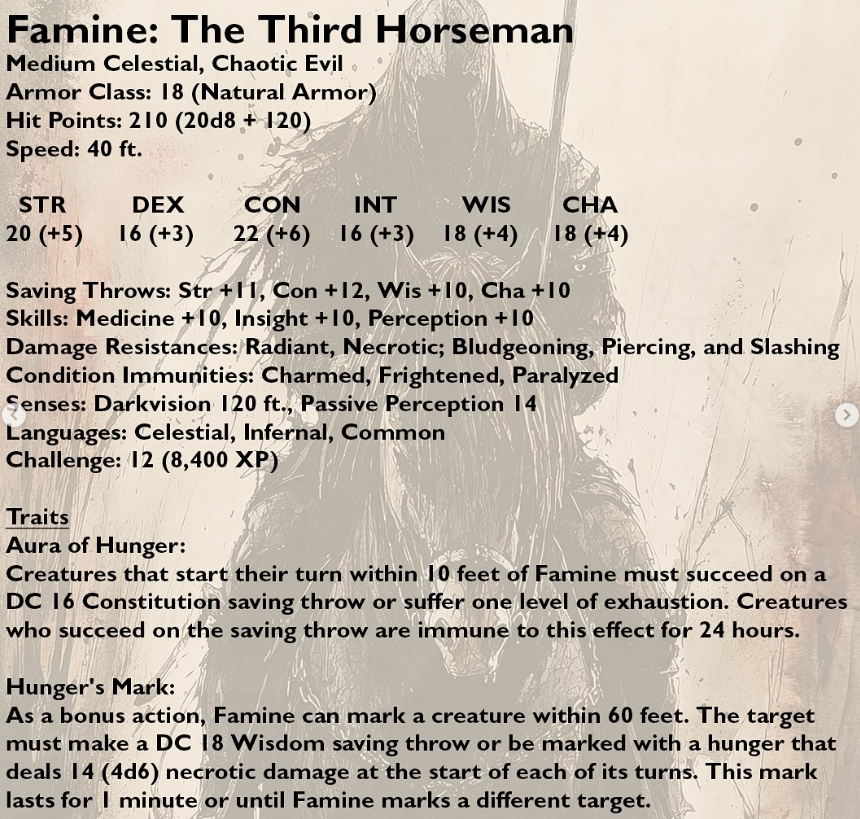 Famine: The Third Horseman
Medium Celestial, Chaotic Evil
Armor Class: 18 (Natural Armor)
Hit Points: 210 (20d8 + 120)
Speed: 40 ft.
STR DEX CON INT WIS CHA
20 (+5) 16 (+3) 22 (+6) 16 (+3) 18 (+4) 18 (+4)
Saving Throws: Str +11, Con +12, Wis +10, Cha +10
Skills: Medicine +10, Insight +10, Perception +10
Damage Resistances: Radiant, Necrotic; Bludgeoning, Piercing, and Slashing
Condition Immunities: Charmed, Frightened, Paralyzed
Senses: Darkvision 120 ft., Passive Perception 14
Languages: Celestial, Infernal, Common
Challenge: 12 (8,400 XP)
Traits
Aura of Hunger:
Creatures that start their turn within 10 feet of Famine must succeed on a
DC 16 Constitution saving throw or suffer one level of exhaustion. Creatures
who succeed on the saving throw are immune to this effect for 24 hours.
Hunger's Mark:
As a bonus action, Famine can mark a creature within 60 feet. The target
must make a DC 18 Wisdom saving throw or be marked with a hunger that
deals 14 (4d6) necrotic damage at the start of each of its turns. This mark
lasts for 1 minute or until Famine marks a different target.